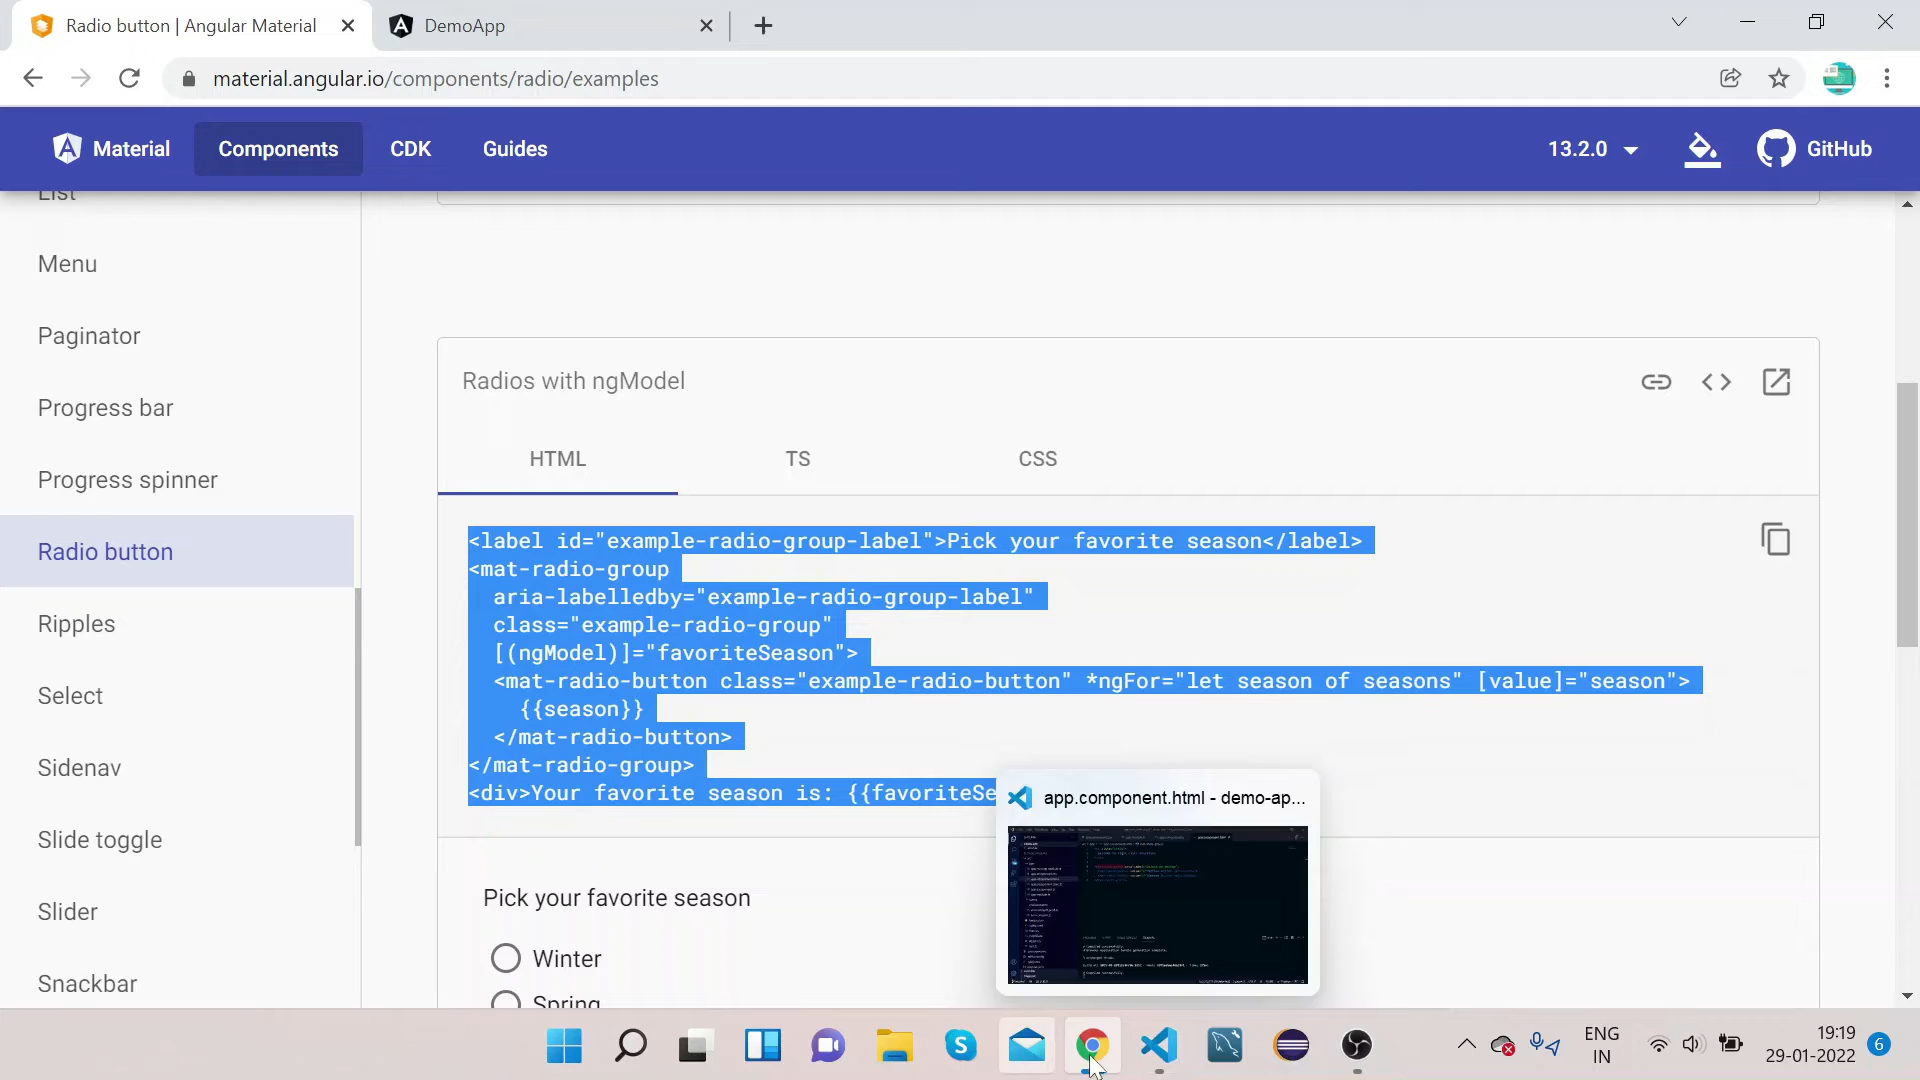 Radio button | Angular Material
DemoApp
material.angular.io/components/radio/examples
Material
Components
CDK
Guides
13.2.0
GitHub
List
Menu
Paginator
Progress bar
Progress spinner
Radio button
Ripples
Select
Sidenav
Slide toggle
Slider
Snackbar
Radios with ngModel
HTML
TS
CSS
<label id="example-radio-group-label">Pick your favorite season</label>
<mat-radio-group
aria-labelledby="example-radio-group-label"
class="example-radio-group"
[(ngModel)]="favoriteSeason">
<mat-radio-button class="example-radio-button" *ngFor="let season of seasons" [value]="season">
{{season}}
</mat-radio-button>
</mat-radio-group>
<div>Your favorite season is: {{favoriteSe
app.component.html - demo-ap...
Pick your favorite season
Winter
Spring
ENG
IN
19:19
29-01-2022
6